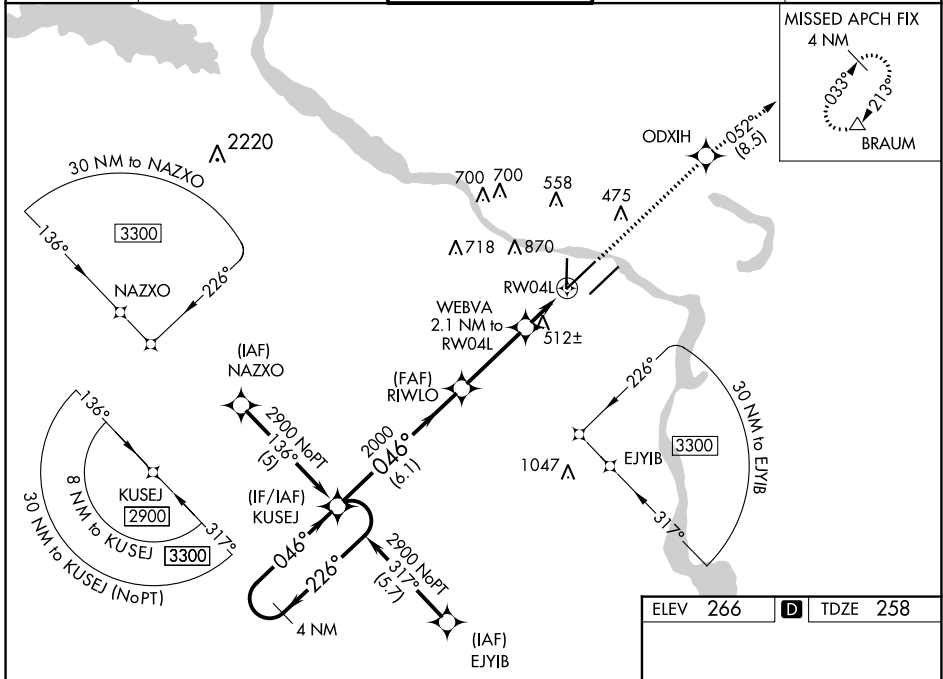 MISSED APCH FIX
4 NM
033°
213°
BRAUM
ODXIH
052°
(8.5)
2220
30 NM to NAZXO
3300
136°
226°
NAZXO
700
700
558
475
718
870
RW04L
WEBVA
2.1 NM to
RW04L
512±
(IAF)
NAZXO
2900 NoPT
136°
(5)
(FAF)
RIWLO
2000
046°
(6.1)
136°
KUSEJ
2900
8 NM to KUSEJ
3300
317°
30 NM to KUSEJ (NoPT)
(IF/IAF)
KUSEJ
046°
226°
4 NM
2900 NoPT
317°
(5.7)
(IAF)
EJYIB
1047
226°
3300
30 NM to EJYIB
EJYIB
317°
ELEV 266
D
TDZE 258